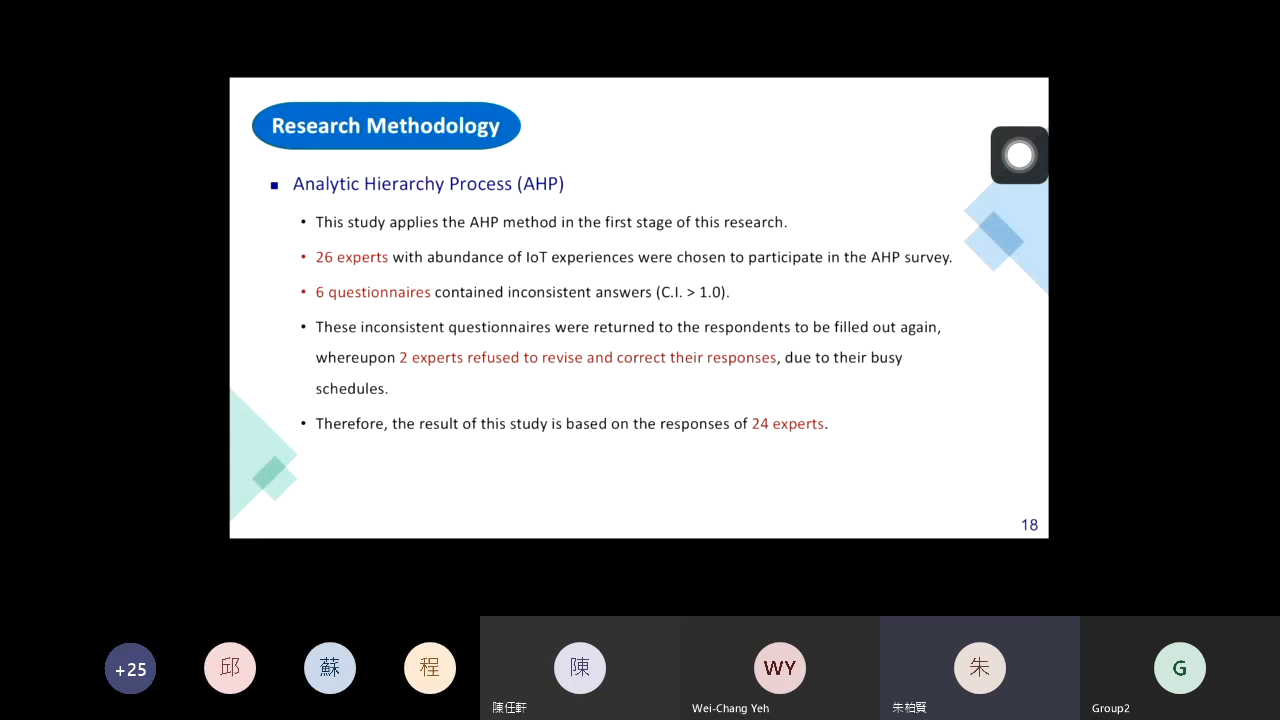 Research Methodology
Analytic Hierarchy Process (AHP)
• This study applies the AHP method in the first stage of this research.
• 26 experts with abundance of IoT experiences were chosen to participate in the AHP survey.
• 6 questionnaires contained inconsistent answers (C.I. > 1.0).
• These inconsistent questionnaires were returned to the respondents to be filled out again,
whereupon 2 experts refused to revise and correct their responses, due to their busy
schedules.
• Therefore, the result of this study is based on the responses of 24 experts.
18
+25
邱
蘇
程
陳
WY
朱
G
陳任軒
Wei-Chang Yeh
朱柏賢
Group2